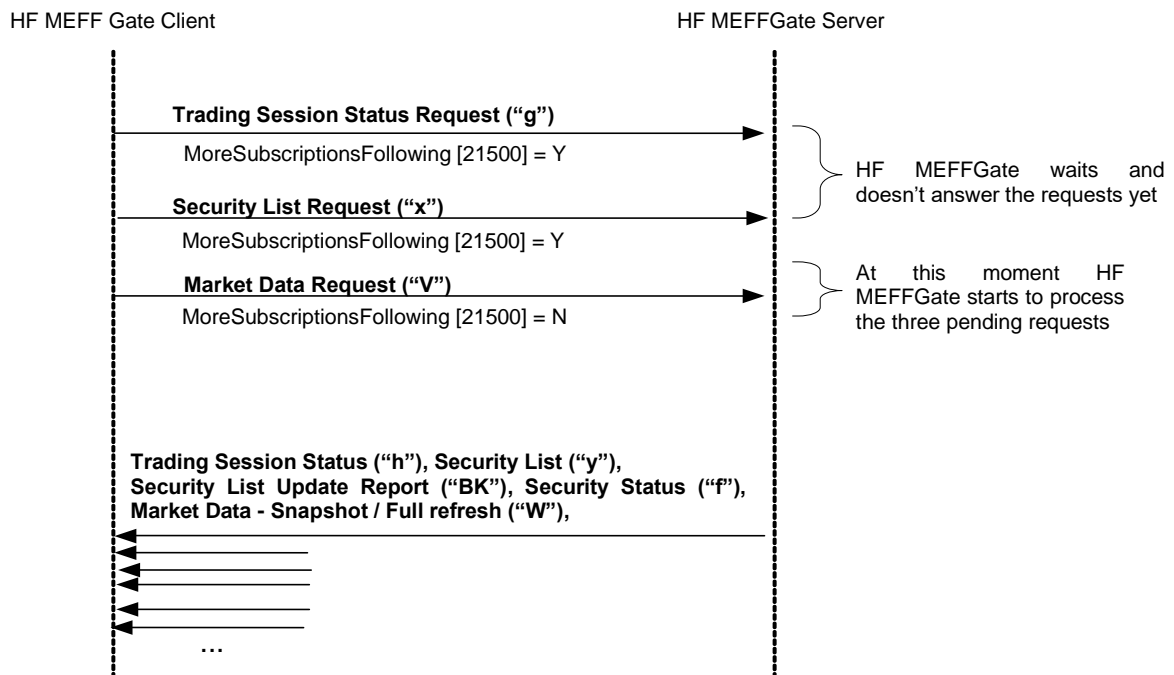 HF MEFF Gate Client
HF MEFFGate Server
Trading Session Status Request (“g”)
MoreSubscriptionsFollowing [21500] = Y
HF MEFFGate waits and
doesn’t answer the requests yet
Security List Request (“x”)
MoreSubscriptionsFollowing [21500] = Y
Market Data Request (“V”)
MoreSubscriptionsFollowing [21500] = N
At this moment HF
MEFFGate starts to process
the three pending requests
Trading Session Status (“h”), Security List (“y”),
Security List Update Report (“BK”), Security Status (“f”),
Market Data - Snapshot / Full refresh (“W”),
...